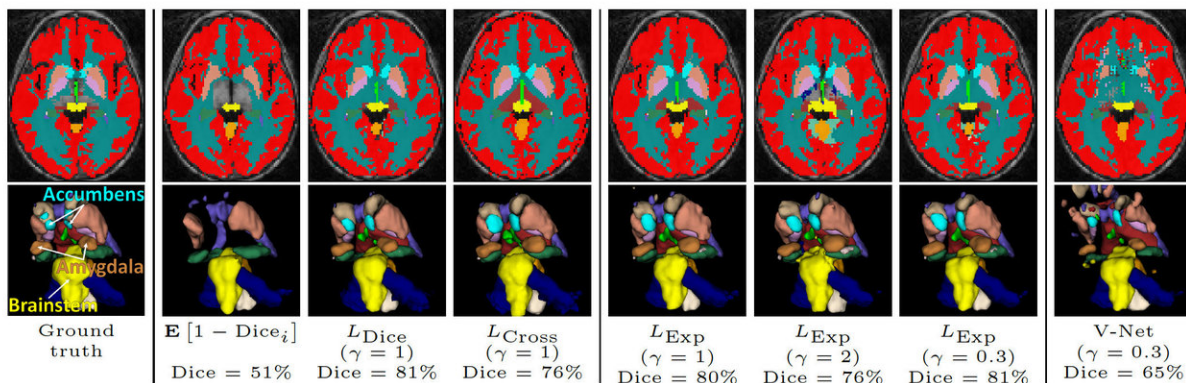 Accumbens
Amygdala
Brainstem
Ground
truth
E [1 − Dice_i]
Dice = 51%
L_Dice
(γ = 1)
Dice = 81%
L_Cross
(γ = 1)
Dice = 76%
L_Exp
(γ = 1)
Dice = 80%
L_Exp
(γ = 2)
Dice = 76%
L_Exp
(γ = 0.3)
Dice = 81%
V-Net
(γ = 0.3)
Dice = 65%